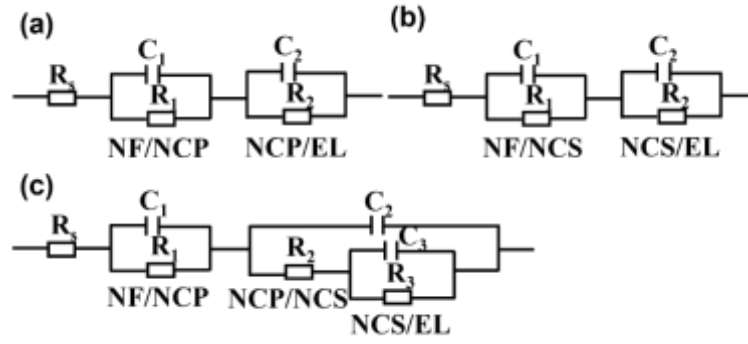 (a)
C₁
C₂
Rₛ
R₁
R₂
NF/NCP
NCP/EL
(b)
C₁
C₂
Rₛ
R₁
R₂
NF/NCS
NCS/EL
(c)
C₁
C₂
Rₛ
C₃
R₁
R₂
R₃
NF/NCP
NCP/NCS
NCS/EL